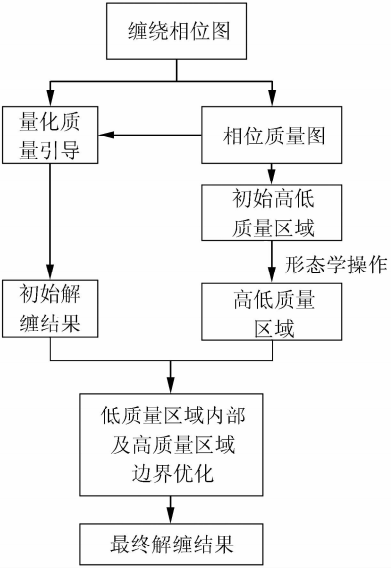 缠绕相位图
量化质
量引导
相位质量图
初始高低
质量区域
形态学操作
初始解
缠结果
高低质量
区域
低质量区域内部
及高质量区域
边界优化
最终解缠结果